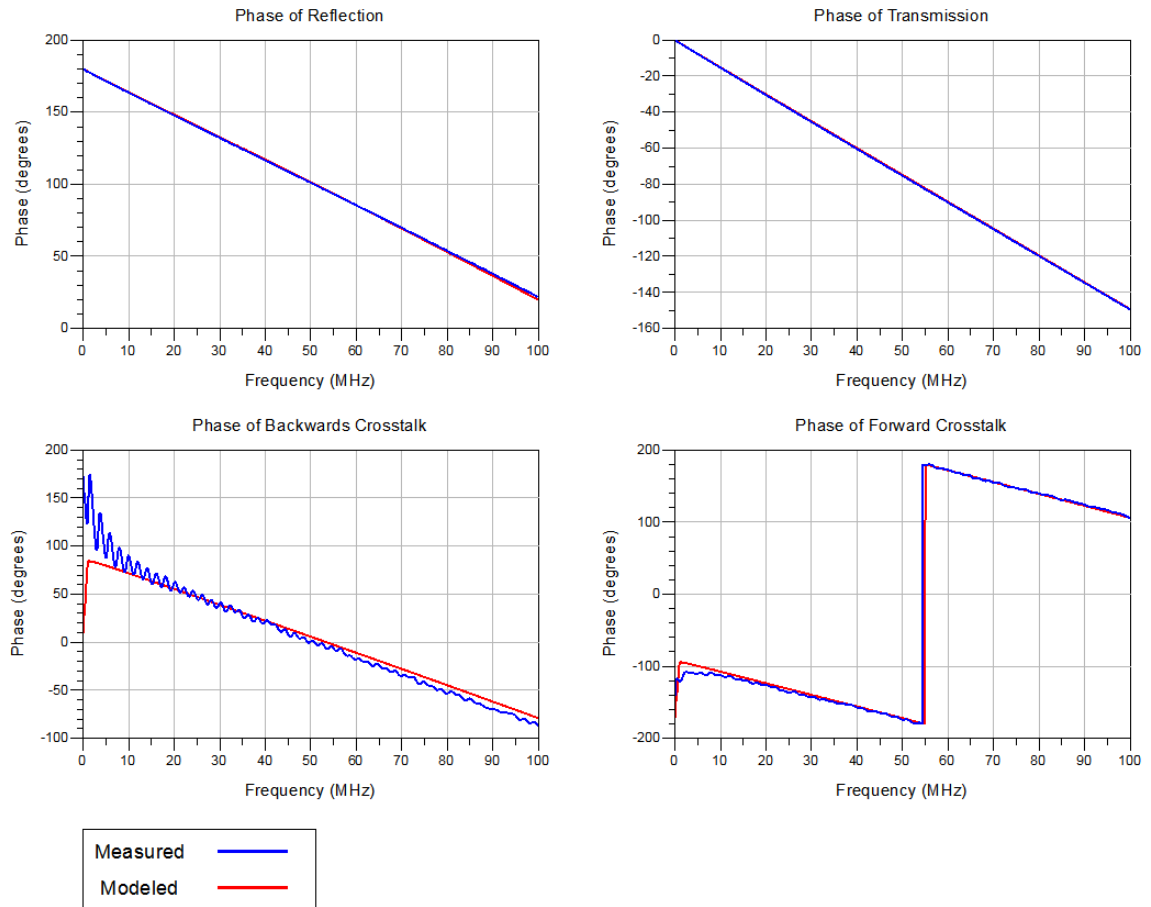 Phase of Reflection
200
150
100
50
0
Phase (degrees)
0 10 20 30 40 50 60 70 80 90 100
Frequency (MHz)
Phase of Transmission
0
-20
-40
-60
-80
-100
-120
-140
-160
Phase (degrees)
0 10 20 30 40 50 60 70 80 90 100
Frequency (MHz)
Phase of Backwards Crosstalk
200
150
100
50
0
-50
-100
Phase (degrees)
0 10 20 30 40 50 60 70 80 90 100
Frequency (MHz)
Phase of Forward Crosstalk
200
100
0
-100
-200
Phase (degrees)
0 10 20 30 40 50 60 70 80 90 100
Frequency (MHz)
Measured
Modeled